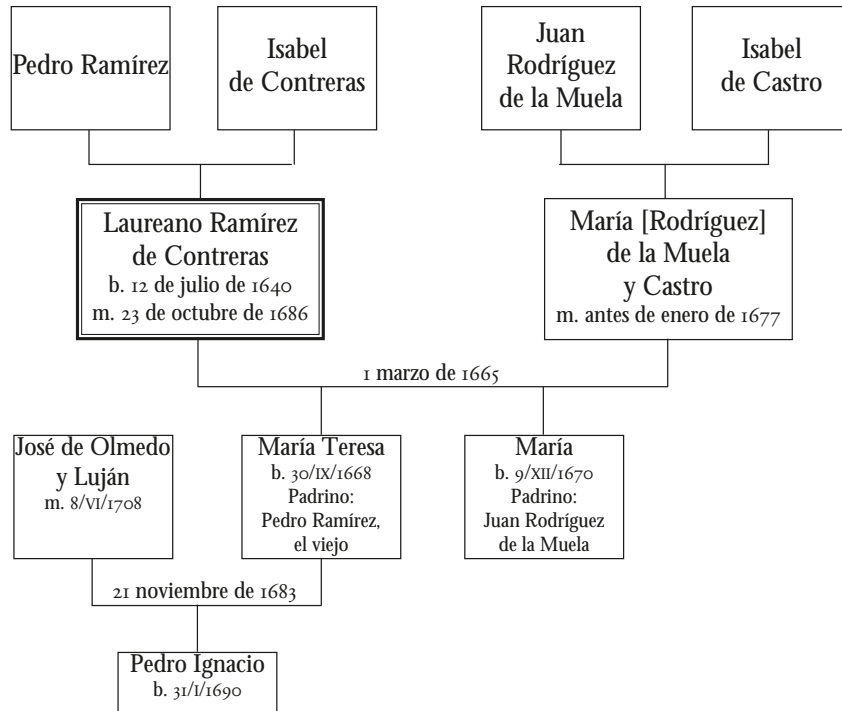 Pedro Ramírez
Isabel
de Contreras
Juan
Rodríguez
de la Muela
Isabel
de Castro
Laureano Ramírez
de Contreras
b. 12 de julio de 1640
m. 23 de octubre de 1686
María [Rodríguez]
de la Muela
y Castro
m. antes de enero de 1677
1 marzo de 1665
José de Olmedo
y Luján
m. 8/VI/1708
María Teresa
b. 30/IX/1668
Padrino:
Pedro Ramírez,
el viejo
María
b. 9/XII/1670
Padrino:
Juan Rodríguez
de la Muela
21 noviembre de 1683
Pedro Ignacio
b. 31/I/1690